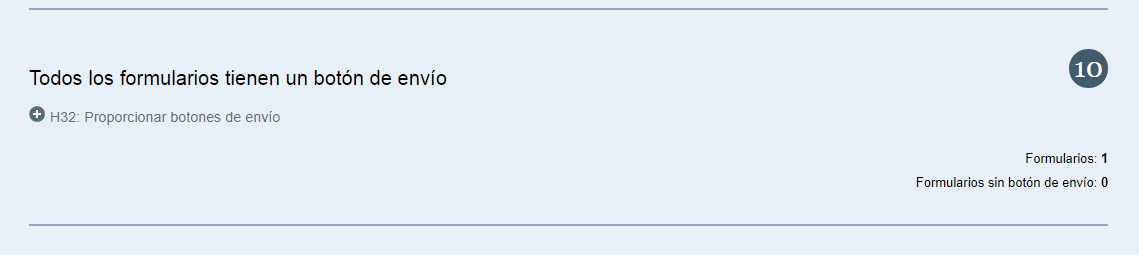 Todos los formularios tienen un botón de envío
10
H32: Proporcionar botones de envío
Formularios: 1
Formularios sin botón de envío: 0